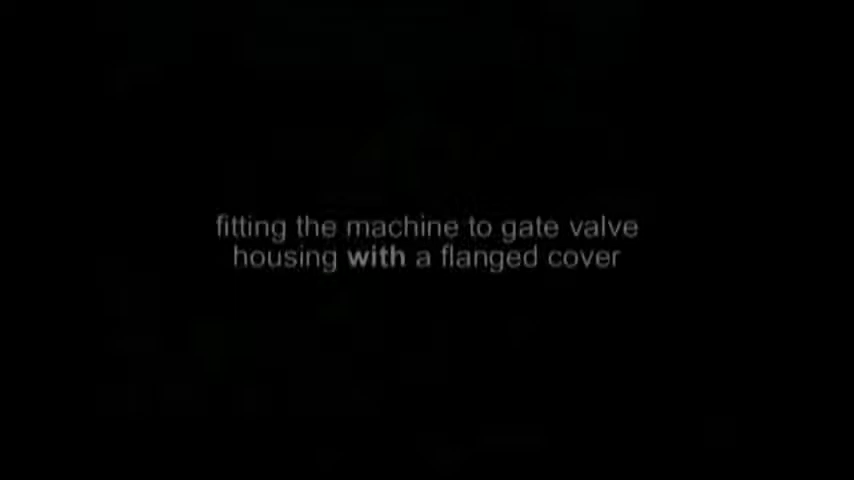 fitting the machine to gate valve
housing with a flanged cover